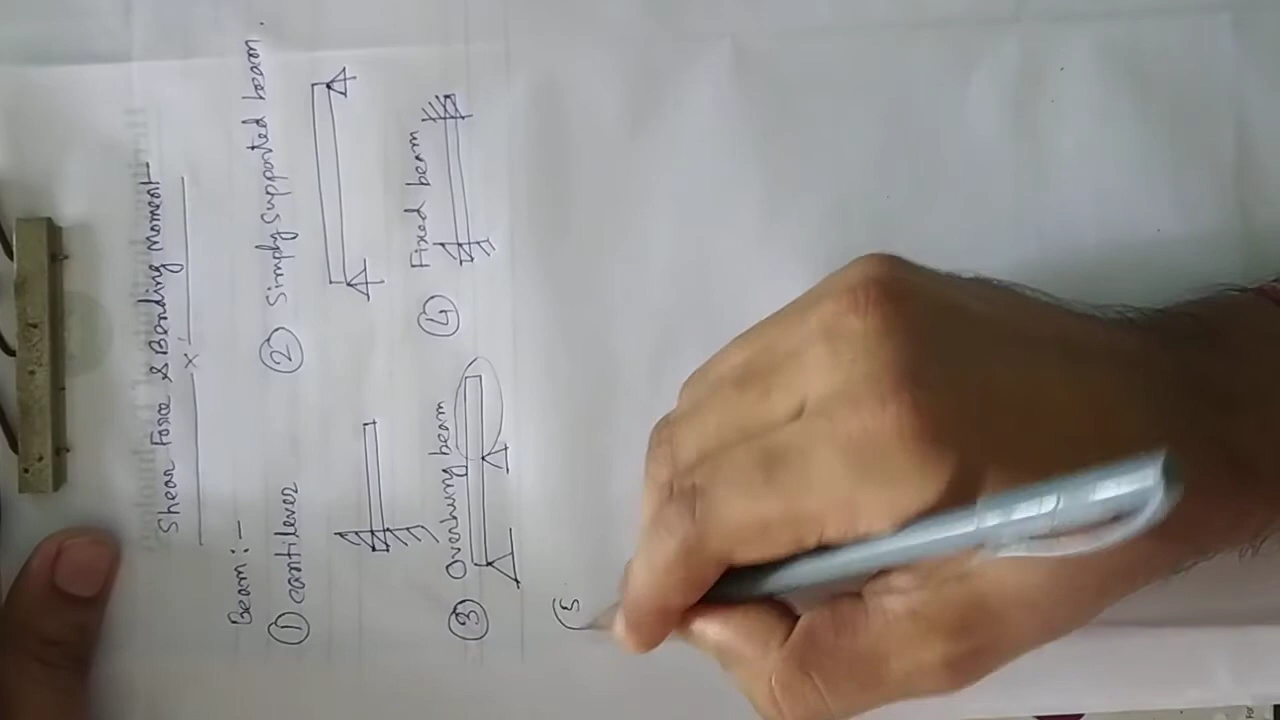 Shear Force & Bending Moment
x
Beam :-
① cantilever
② Simply supported beam.
③ Overhung beam
④ Fixed beam
5